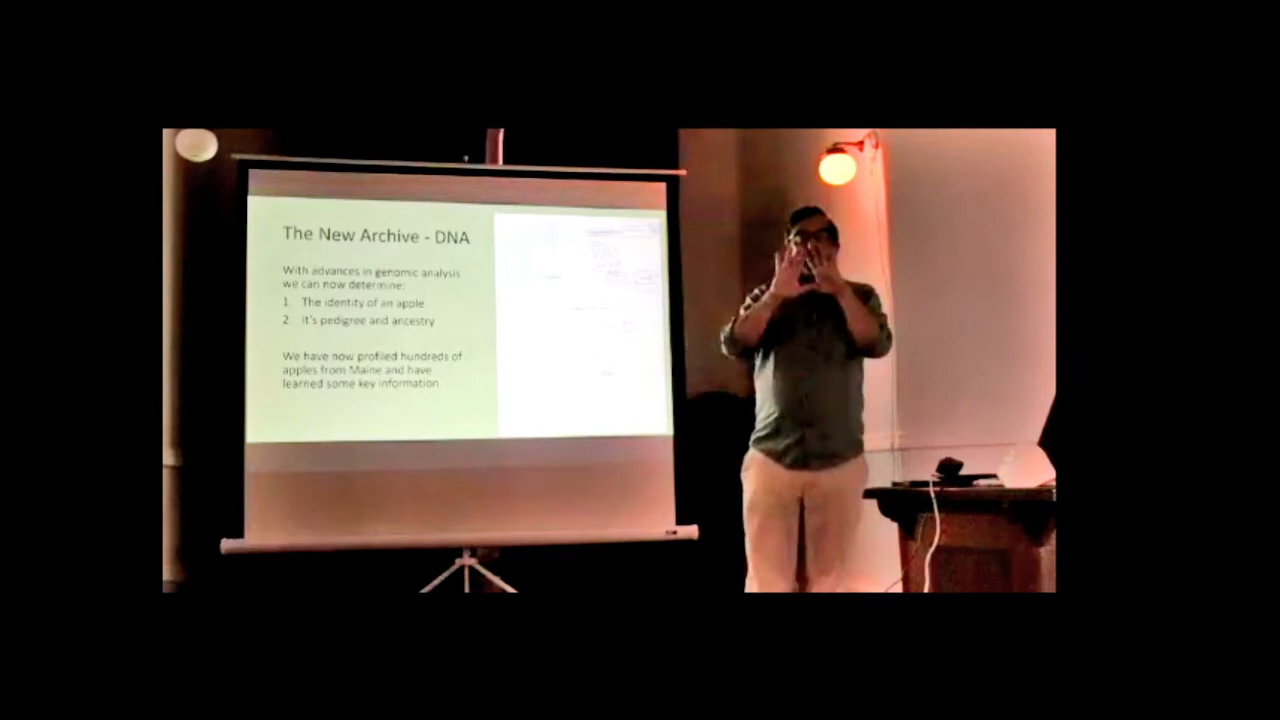 The New Archive - DNA
With advances in genomic analysis
we can now determine:
1. The identity of an apple
2. It's pedigree and ancestry
We have now profiled hundreds of
apples from Maine and have
learned some key information